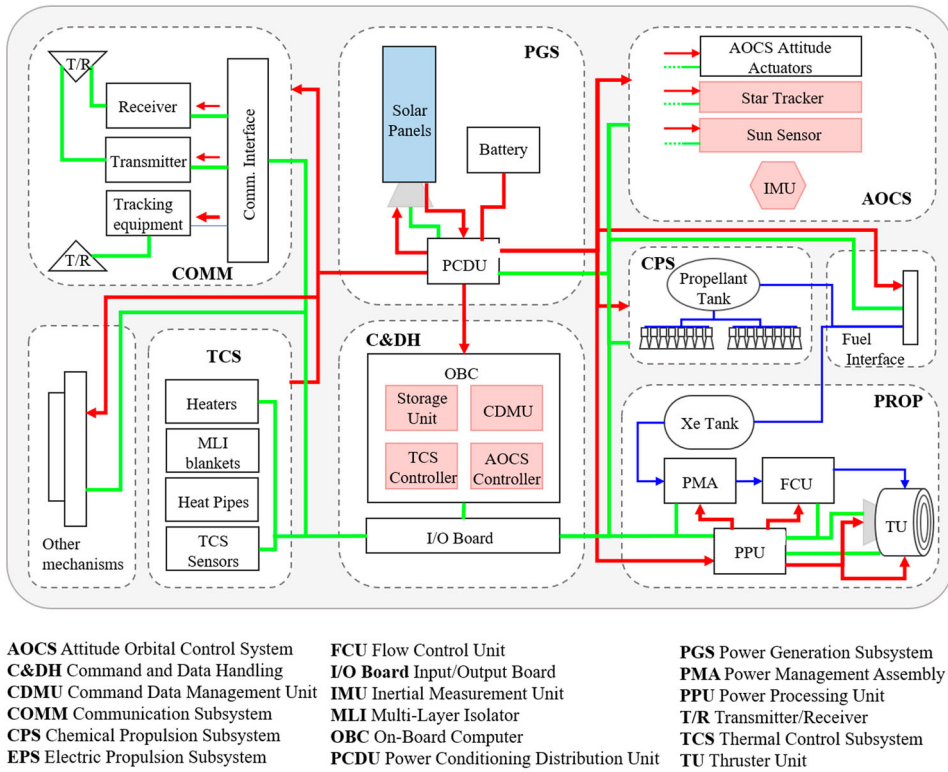 T/R
Receiver
Transmitter
Tracking
equipment
T/R
Comm. Interface
COMM
PGS
Solar
Panels
Battery
PCDU
AOCS Attitude
Actuators
Star Tracker
Sun Sensor
IMU
AOCS
CPS
Propellant
Tank
Fuel
Interface
Other
mechanisms
TCS
Heaters
MLI
blankets
Heat Pipes
TCS
Sensors
C&DH
OBC
Storage
Unit
CDMU
TCS
Controller
AOCS
Controller
I/O Board
PROP
Xe Tank
PMA
FCU
PPU
TU
AOCS Attitude Orbital Control System
C&DH Command and Data Handling
CDMU Command Data Management Unit
COMM Communication Subsystem
CPS Chemical Propulsion Subsystem
EPS Electric Propulsion Subsystem
FCU Flow Control Unit
I/O Board Input/Output Board
IMU Inertial Measurement Unit
MLI Multi-Layer Isolator
OBC On-Board Computer
PCDU Power Conditioning Distribution Unit
PGS Power Generation Subsystem
PMA Power Management Assembly
PPU Power Processing Unit
T/R Transmitter/Receiver
TCS Thermal Control Subsystem
TU Thruster Unit